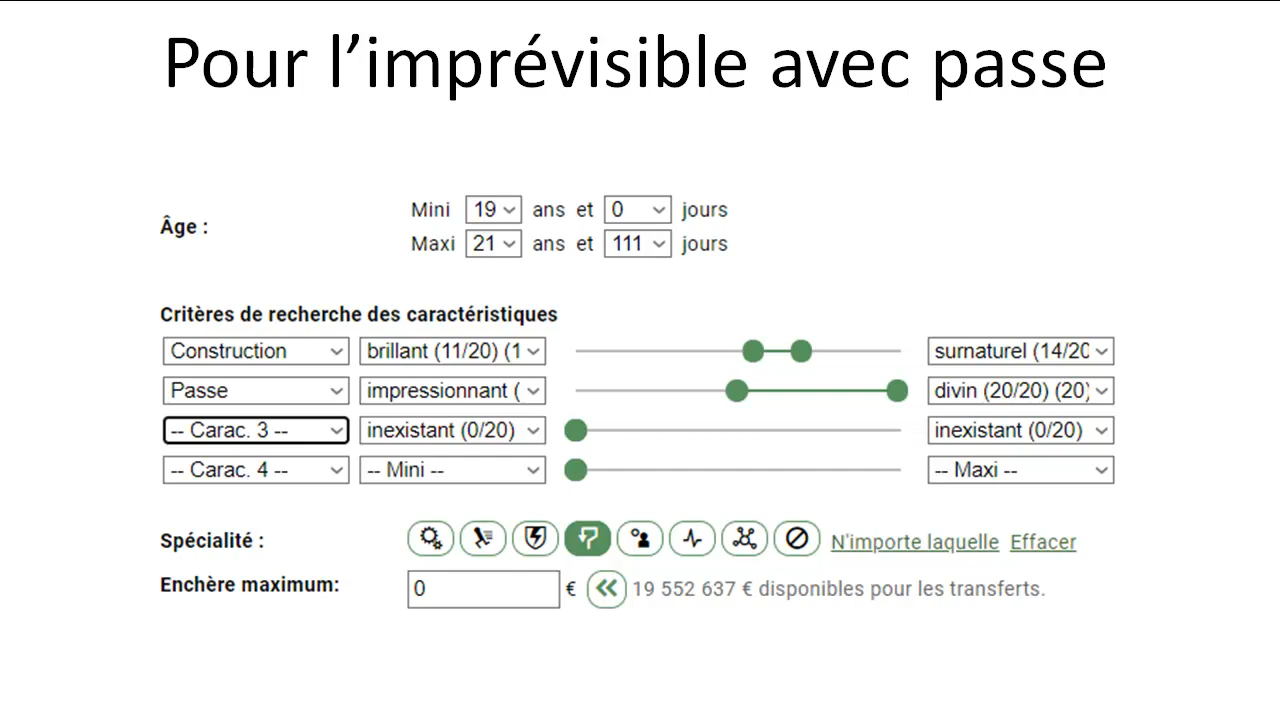 Pour l’imprévisible avec passe
Âge : Mini 19 ans et 0 jours
Maxi 21 ans et 111 jours
Critères de recherche des caractéristiques
Construction brillant (11/20) (1 surnaturel (14/20
Passe impressionnant ( divin (20/20) (20)
-- Carac. 3 -- inexistant (0/20) inexistant (0/20)
-- Carac. 4 -- -- Mini -- -- Maxi --
Spécialité : N'importe laquelle Effacer
Enchère maximum: 0 € 19 552 637 € disponibles pour les transferts.